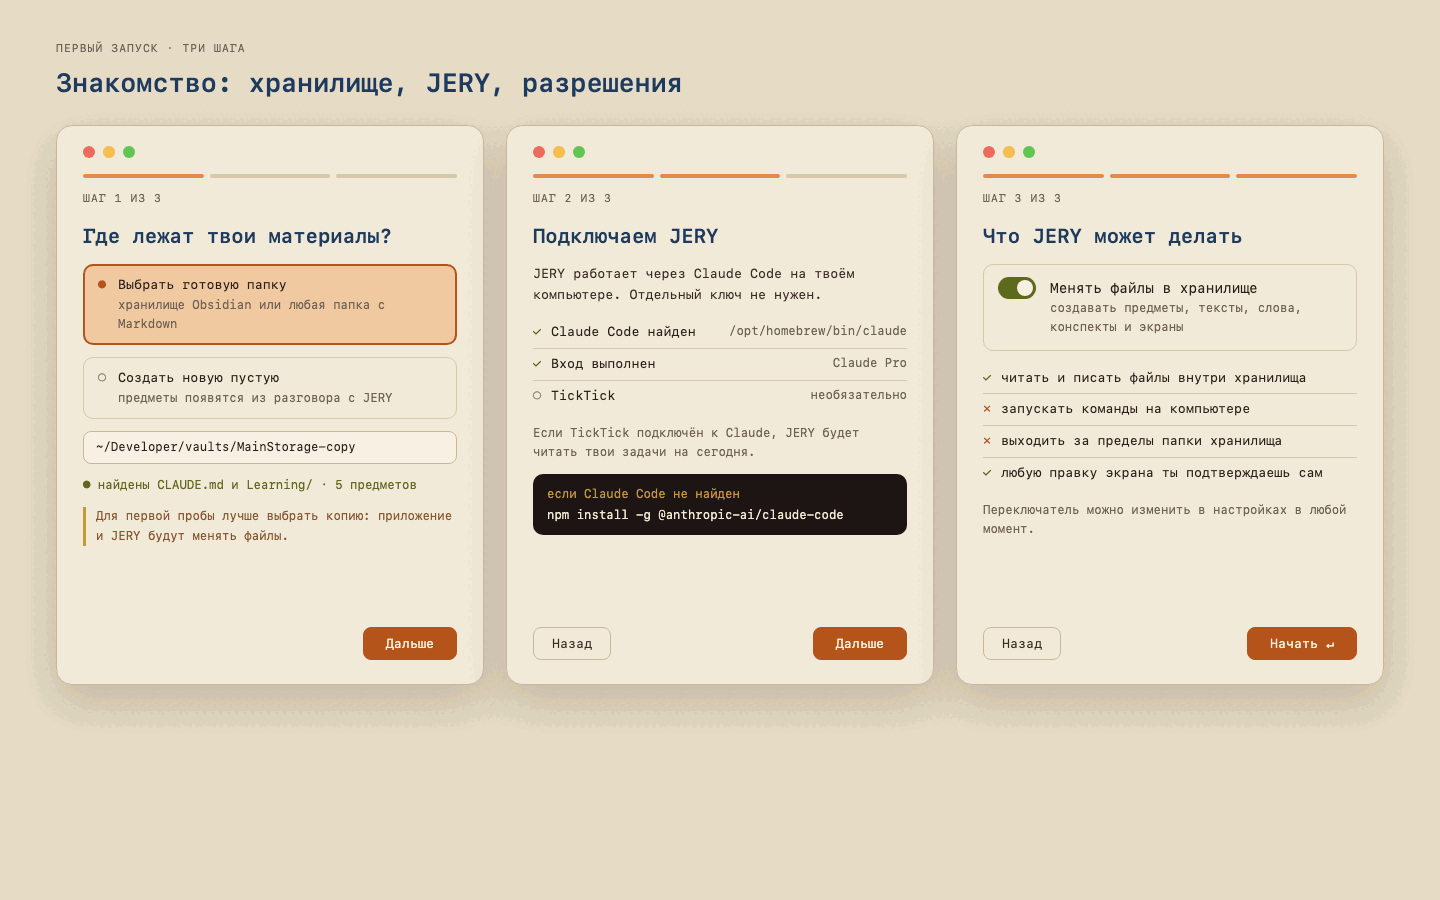 ПЕРВЫЙ ЗАПУСК · ТРИ ШАГА
Знакомство: хранилище, JERY, разрешения
ШАГ 1 ИЗ 3
Где лежат твои материалы?
Выбрать готовую папку
хранилище Obsidian или любая папка с
Markdown
Создать новую пустую
предметы появятся из разговора с JERY
~/Developer/vaults/MainStorage-copy
найдены CLAUDE.md и Learning/ · 5 предметов
Для первой пробы лучше выбрать копию: приложение
и JERY будут менять файлы.
Дальше
ШАГ 2 ИЗ 3
Подключаем JERY
JERY работает через Claude Code на твоём
компьютере. Отдельный ключ не нужен.
✓ Claude Code найден /opt/homebrew/bin/claude
✓ Вход выполнен Claude Pro
○ TickTick необязательно
Если TickTick подключён к Claude, JERY будет
читать твои задачи на сегодня.
если Claude Code не найден
npm install -g @anthropic-ai/claude-code
Назад Дальше
ШАГ 3 ИЗ 3
Что JERY может делать
Менять файлы в хранилище
создавать предметы, тексты, слова,
конспекты и экраны
✓ читать и писать файлы внутри хранилища
× запускать команды на компьютере
× выходить за пределы папки хранилища
✓ любую правку экрана ты подтверждаешь сам
Переключатель можно изменить в настройках в любой
момент.
Назад Начать ↵